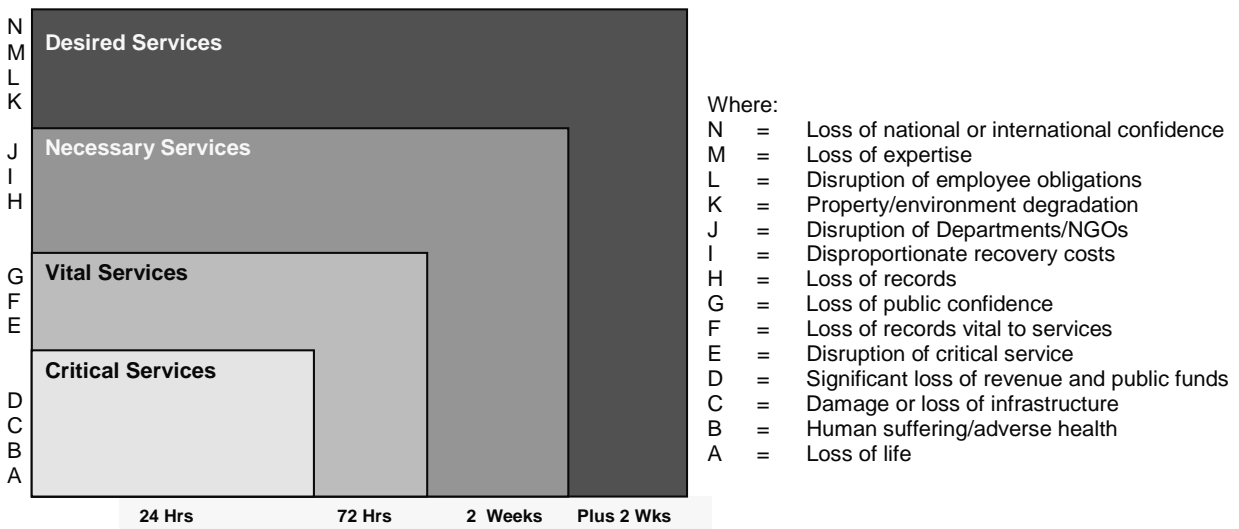 N
M
L
K
J
I
H
G
F
E
D
C
B
A
Desired Services
Necessary Services
Vital Services
Critical Services
24 Hrs 72 Hrs 2 Weeks Plus 2 Wks
Where:
N = Loss of national or international confidence
M = Loss of expertise
L = Disruption of employee obligations
K = Property/environment degradation
J = Disruption of Departments/NGOs
I = Disproportionate recovery costs
H = Loss of records
G = Loss of public confidence
F = Loss of records vital to services
E = Disruption of critical service
D = Significant loss of revenue and public funds
C = Damage or loss of infrastructure
B = Human suffering/adverse health
A = Loss of life